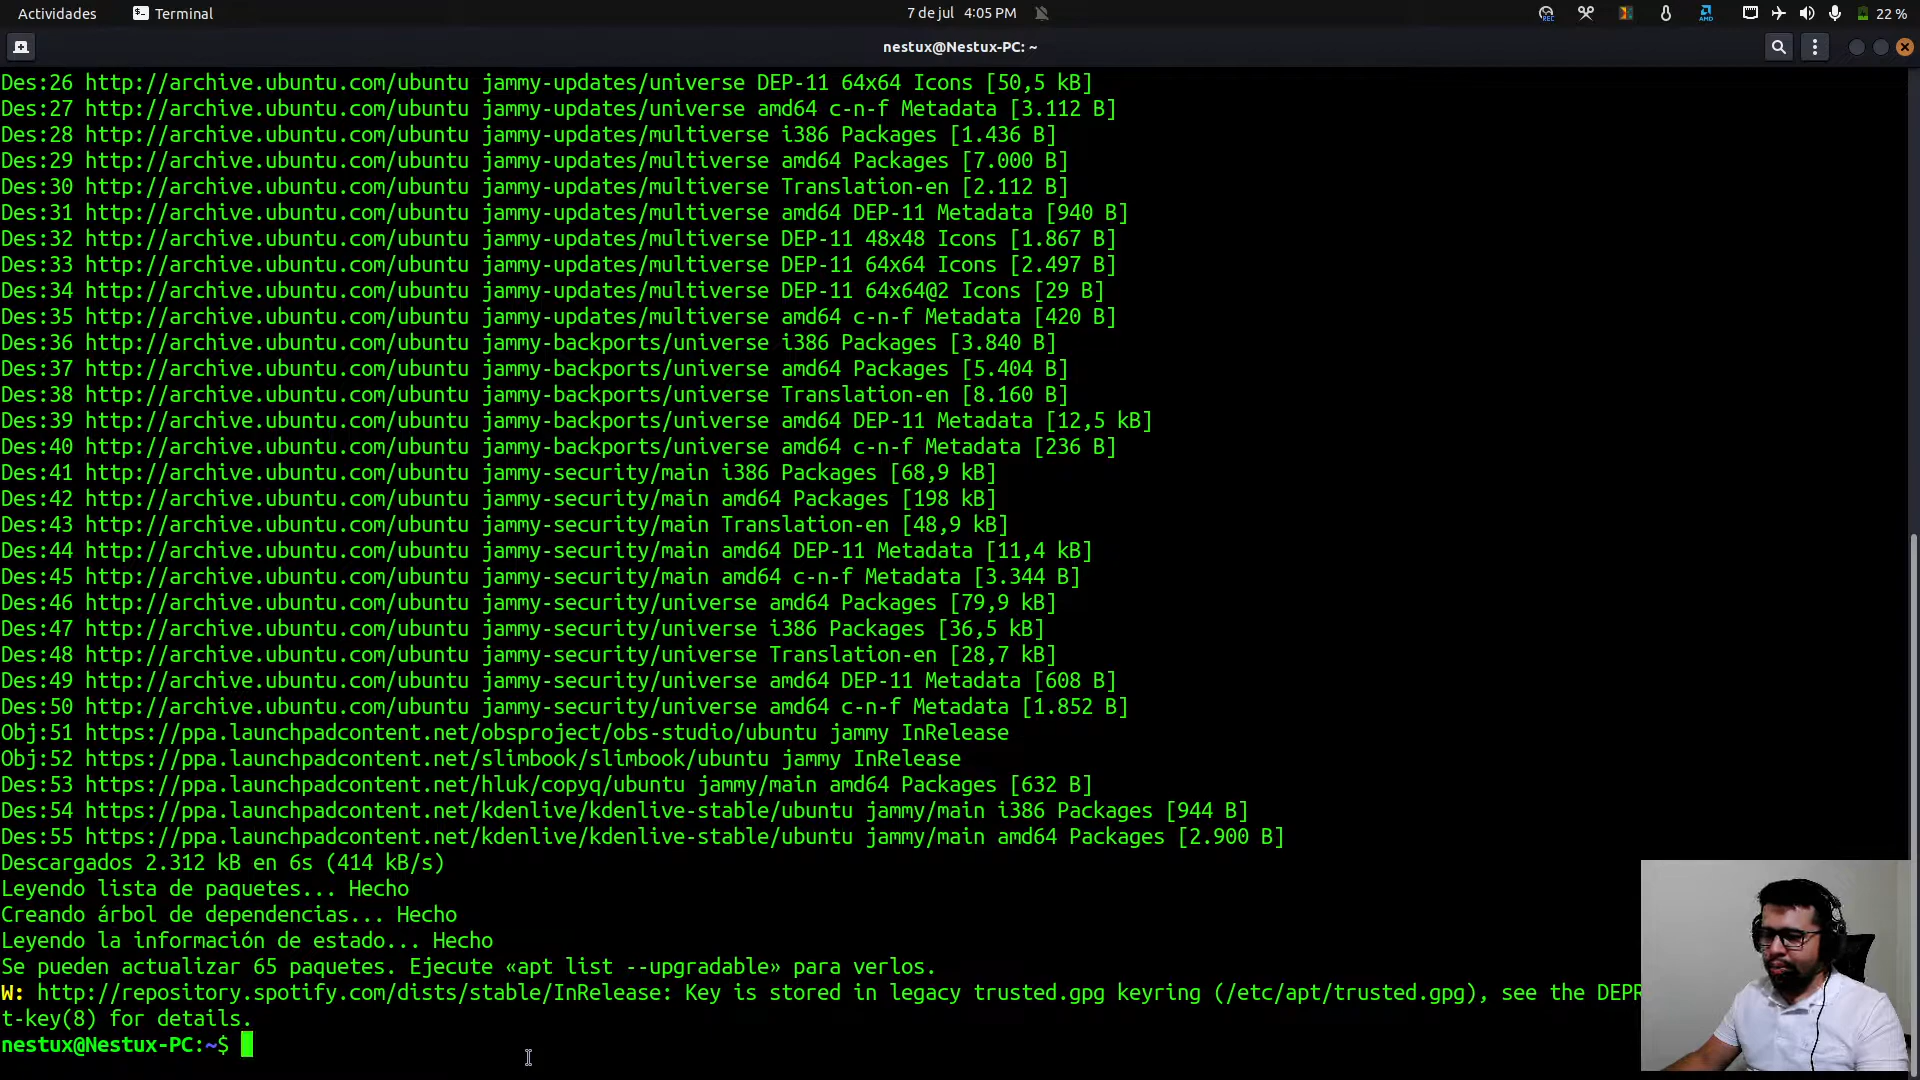 Actividades
Terminal
7 de jul 4:05 PM
REC
AMD
22 %
nestux@Nestux-PC: ~
Des:26 http://archive.ubuntu.com/ubuntu jammy-updates/universe DEP-11 64x64 Icons [50,5 kB]
Des:27 http://archive.ubuntu.com/ubuntu jammy-updates/universe amd64 c-n-f Metadata [3.112 B]
Des:28 http://archive.ubuntu.com/ubuntu jammy-updates/multiverse i386 Packages [1.436 B]
Des:29 http://archive.ubuntu.com/ubuntu jammy-updates/multiverse amd64 Packages [7.000 B]
Des:30 http://archive.ubuntu.com/ubuntu jammy-updates/multiverse Translation-en [2.112 B]
Des:31 http://archive.ubuntu.com/ubuntu jammy-updates/multiverse amd64 DEP-11 Metadata [940 B]
Des:32 http://archive.ubuntu.com/ubuntu jammy-updates/multiverse DEP-11 48x48 Icons [1.867 B]
Des:33 http://archive.ubuntu.com/ubuntu jammy-updates/multiverse DEP-11 64x64 Icons [2.497 B]
Des:34 http://archive.ubuntu.com/ubuntu jammy-updates/multiverse DEP-11 64x64@2 Icons [29 B]
Des:35 http://archive.ubuntu.com/ubuntu jammy-updates/multiverse amd64 c-n-f Metadata [420 B]
Des:36 http://archive.ubuntu.com/ubuntu jammy-backports/universe i386 Packages [3.840 B]
Des:37 http://archive.ubuntu.com/ubuntu jammy-backports/universe amd64 Packages [5.404 B]
Des:38 http://archive.ubuntu.com/ubuntu jammy-backports/universe Translation-en [8.160 B]
Des:39 http://archive.ubuntu.com/ubuntu jammy-backports/universe amd64 DEP-11 Metadata [12,5 kB]
Des:40 http://archive.ubuntu.com/ubuntu jammy-backports/universe amd64 c-n-f Metadata [236 B]
Des:41 http://archive.ubuntu.com/ubuntu jammy-security/main i386 Packages [68,9 kB]
Des:42 http://archive.ubuntu.com/ubuntu jammy-security/main amd64 Packages [198 kB]
Des:43 http://archive.ubuntu.com/ubuntu jammy-security/main Translation-en [48,9 kB]
Des:44 http://archive.ubuntu.com/ubuntu jammy-security/main amd64 DEP-11 Metadata [11,4 kB]
Des:45 http://archive.ubuntu.com/ubuntu jammy-security/main amd64 c-n-f Metadata [3.344 B]
Des:46 http://archive.ubuntu.com/ubuntu jammy-security/universe amd64 Packages [79,9 kB]
Des:47 http://archive.ubuntu.com/ubuntu jammy-security/universe i386 Packages [36,5 kB]
Des:48 http://archive.ubuntu.com/ubuntu jammy-security/universe Translation-en [28,7 kB]
Des:49 http://archive.ubuntu.com/ubuntu jammy-security/universe amd64 DEP-11 Metadata [608 B]
Des:50 http://archive.ubuntu.com/ubuntu jammy-security/universe amd64 c-n-f Metadata [1.852 B]
Obj:51 https://ppa.launchpadcontent.net/obsproject/obs-studio/ubuntu jammy InRelease
Obj:52 https://ppa.launchpadcontent.net/slimbook/slimbook/ubuntu jammy InRelease
Des:53 https://ppa.launchpadcontent.net/hluk/copyq/ubuntu jammy/main amd64 Packages [632 B]
Des:54 https://ppa.launchpadcontent.net/kdenlive/kdenlive-stable/ubuntu jammy/main i386 Packages [944 B]
Des:55 https://ppa.launchpadcontent.net/kdenlive/kdenlive-stable/ubuntu jammy/main amd64 Packages [2.900 B]
Descargados 2.312 kB en 6s (414 kB/s)
Leyendo lista de paquetes... Hecho
Creando árbol de dependencias... Hecho
Leyendo la información de estado... Hecho
Se pueden actualizar 65 paquetes. Ejecute «apt list --upgradable» para verlos.
W: http://repository.spotify.com/dists/stable/InRelease: Key is stored in legacy trusted.gpg keyring (/etc/apt/trusted.gpg), see the DEPR
t-key(8) for details.
nestux@Nestux-PC:~$